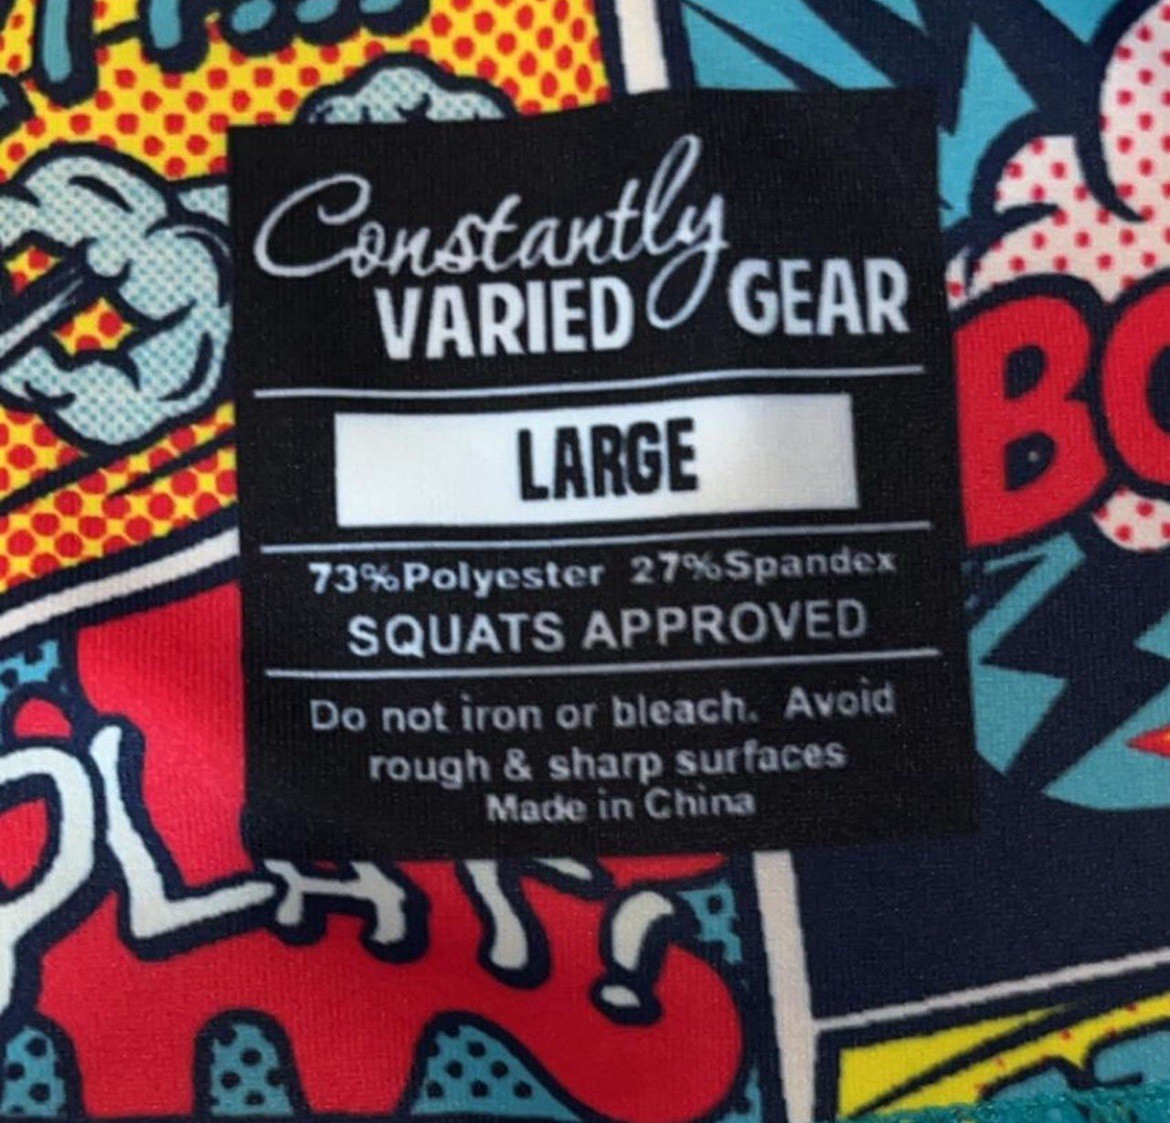 Constantly
VARIED GEAR
LARGE
73%Polyester 27%Spandex
SQUATS APPROVED
Do not iron or bleach. Avoid
rough & sharp surfaces
Made in China
BO